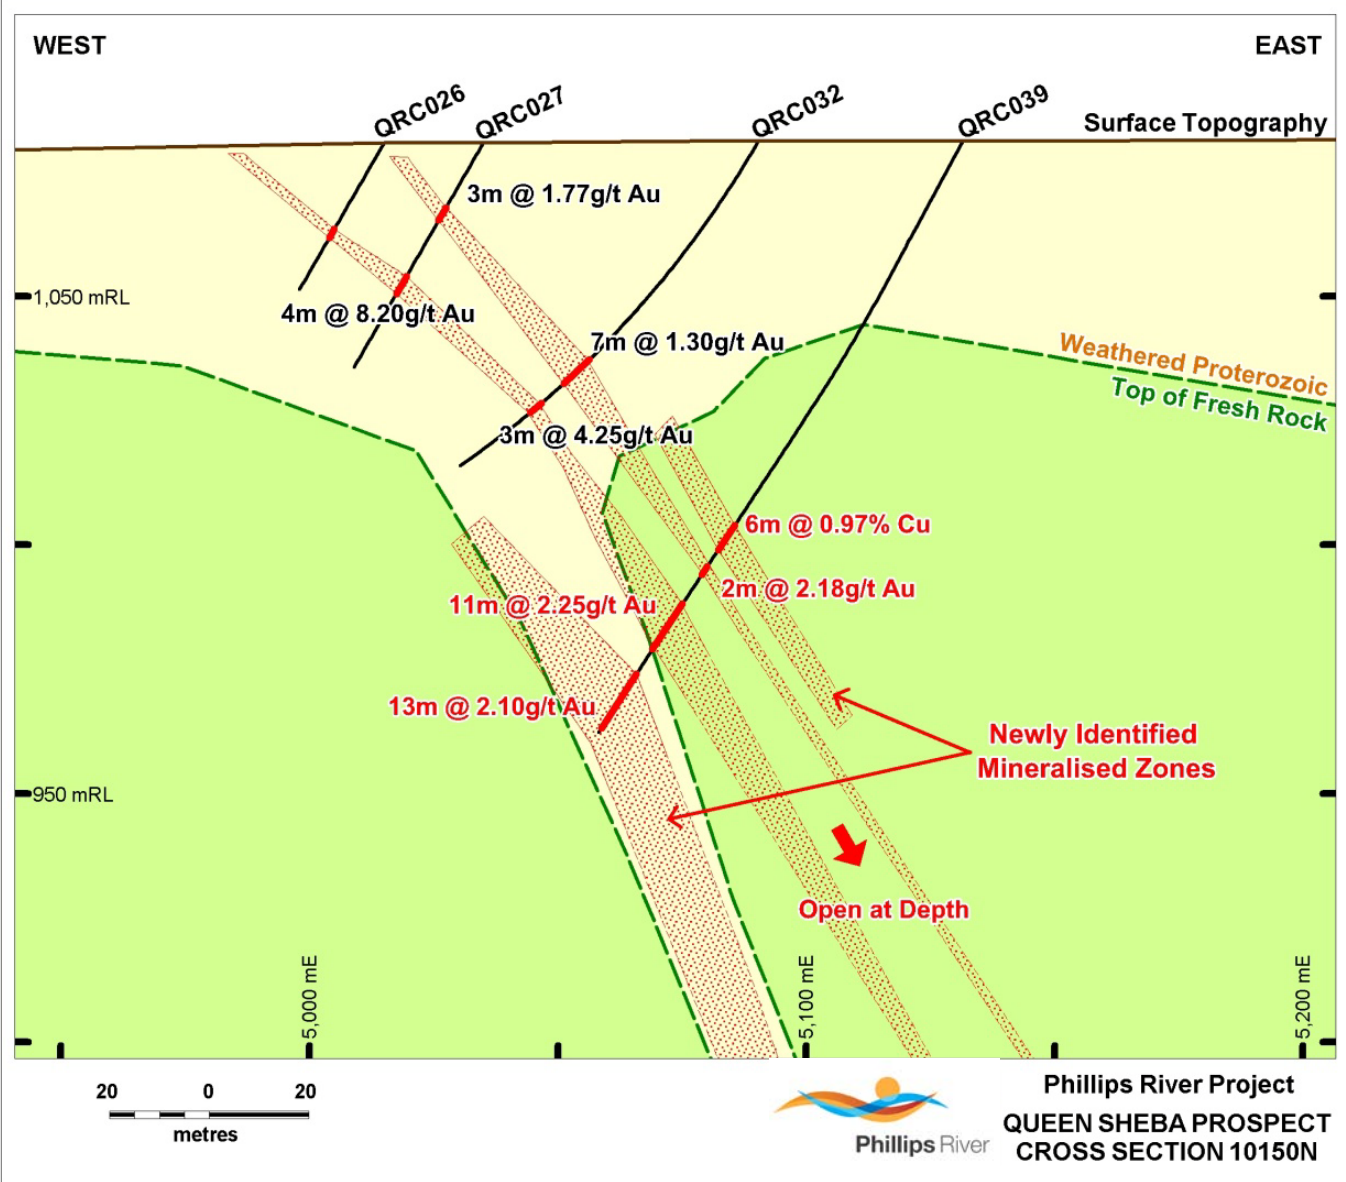 WEST
EAST
QRC026
QRC027
QRC032
QRC039
Surface Topography
3m @ 1.77g/t Au
1,050 mRL
4m @ 8.20g/t Au
7m @ 1.30g/t Au
Weathered Proterozoic
Top of Fresh Rock
3m @ 4.25g/t Au
6m @ 0.97% Cu
2m @ 2.18g/t Au
11m @ 2.25g/t Au
13m @ 2.10g/t Au
Newly Identified
Mineralised Zones
950 mRL
Open at Depth
5,000 mE
5,100 mE
5,200 mE
20 0 20
metres
Phillips River
Phillips River Project
QUEEN SHEBA PROSPECT
CROSS SECTION 10150N